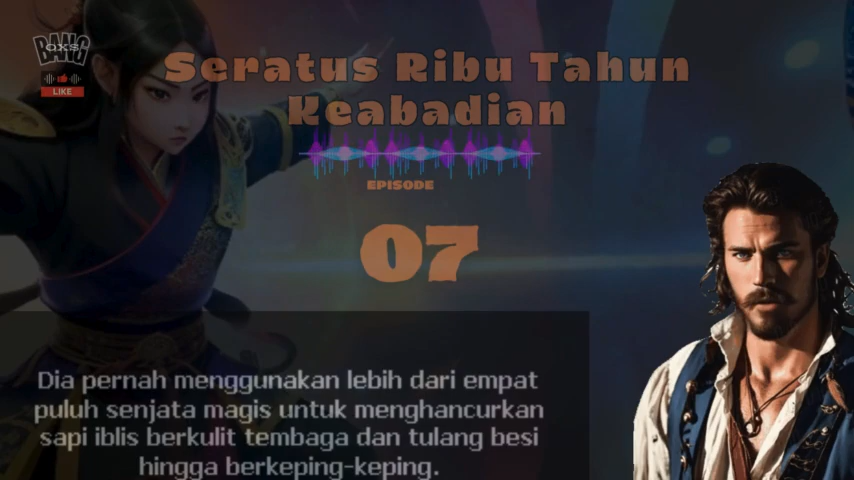 BANG
OXS
LIKE
Seratus Ribu Tahun
Keabadian
EPISODE
07
Dia pernah menggunakan lebih dari empat
puluh senjata magis untuk menghancurkan
sapi iblis berkulit tembaga dan tulang besi
hingga berkeping-keping.